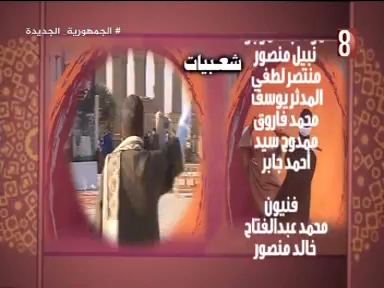 #الجمهورية_الجديدة
8
شعبيات
نبيل منصور
منتصر لطفي
المدثر يوسف
محمد فاروق
ممدوح سيد
أحمد جابر
فنيون
محمد عبدالفتاح
خالد منصور